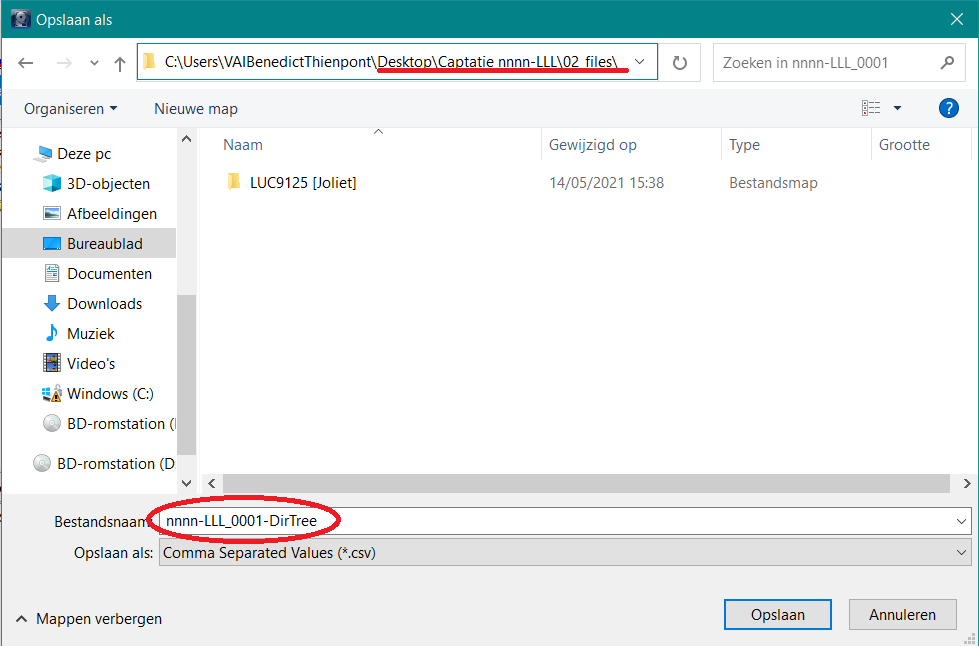 Opslaan als
C:\Users\VAIBenedictThienpont\Desktop\Captatie nnnn-LLL\02_files\
Zoeken in nnnn-LLL_0001
Organiseren
Nieuwe map
?
Naam
Gewijzigd op
Type
Grootte
LUC9125 [Joliet]
14/05/2021 15:38
Bestandsmap
Deze pc
3D-objecten
Afbeeldingen
Bureaublad
Documenten
Downloads
Muziek
Video's
Windows (C:)
BD-romstation (
BD-romstation (D
Bestandsnaam
nnnn-LLL_0001-DirTree
Opslaan als:
Comma Separated Values (*.csv)
Mappen verbergen
Opslaan
Annuleren